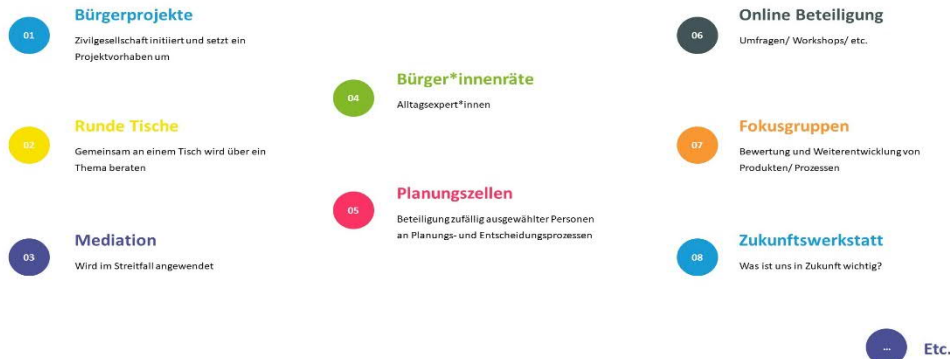 01
Bürgerprojekte
Zivilgesellschaft initiiert und setzt ein
Projektvorhaben um
02
Runde Tische
Gemeinsam an einem Tisch wird über ein
Thema beraten
03
Mediation
Wird im Streitfall angewendet
04
Bürger*innenräte
Alltagsexpert*innen
05
Planungszellen
Beteiligung zufällig ausgewählter Personen
an Planungs- und Entscheidungsprozessen
06
Online Beteiligung
Umfragen/ Workshops/ etc.
07
Fokusgruppen
Bewertung und Weiterentwicklung von
Produkten/ Prozessen
08
Zukunftswerkstatt
Was ist uns in Zukunft wichtig?
...
Etc.